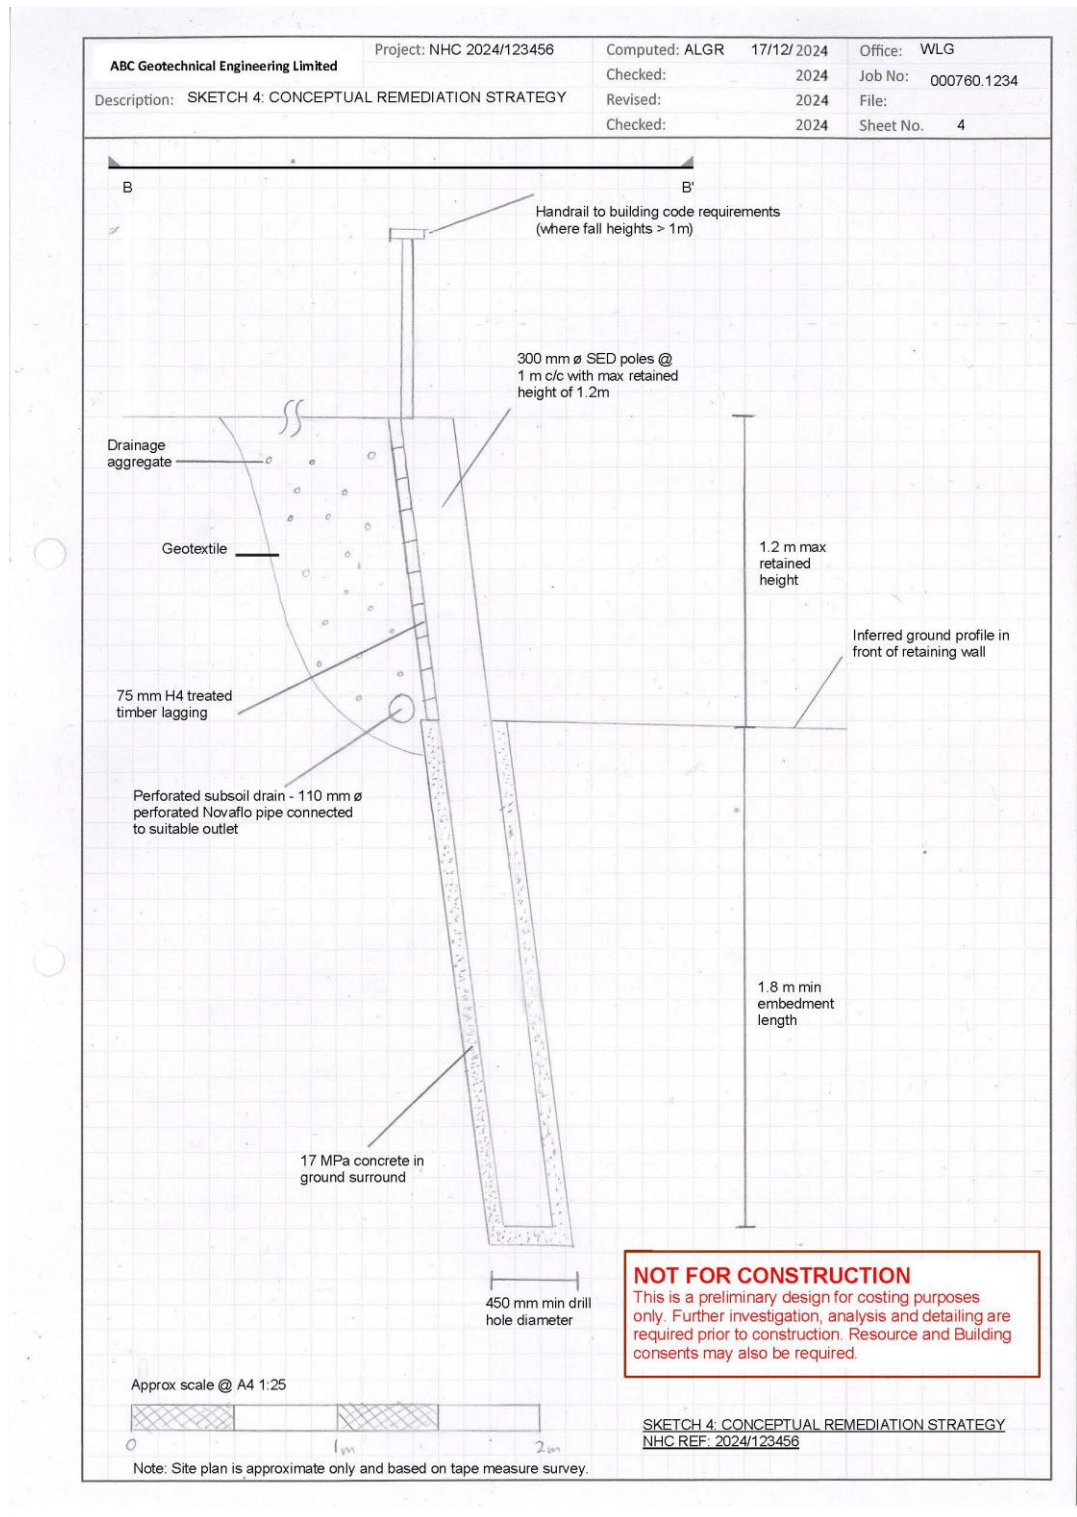 ABC Geotechnical Engineering Limited
Project: NHC 2024/123456
Description: SKETCH 4: CONCEPTUAL REMEDIATION STRATEGY
Computed: ALGR 17/12/2024
Checked: 2024
Revised: 2024
Checked: 2024
Office: WLG
Job No: 000760.1234
File:
Sheet No. 4
B
B'
Handrail to building code requirements
(where fall heights > 1m)
300 mm ø SED poles @
1 m c/c with max retained
height of 1.2m
Drainage
aggregate
Geotextile
1.2 m max
retained
height
Inferred ground profile in
front of retaining wall
75 mm H4 treated
timber lagging
Perforated subsoil drain - 110 mm ø
perforated Novaflo pipe connected
to suitable outlet
1.8 m min
embedment
length
17 MPa concrete in
ground surround
450 mm min drill
hole diameter
NOT FOR CONSTRUCTION
This is a preliminary design for costing purposes
only. Further investigation, analysis and detailing are
required prior to construction. Resource and Building
consents may also be required.
Approx scale @ A4 1:25
0 1m 2m
Note: Site plan is approximate only and based on tape measure survey.
SKETCH 4: CONCEPTUAL REMEDIATION STRATEGY
NHC REF: 2024/123456